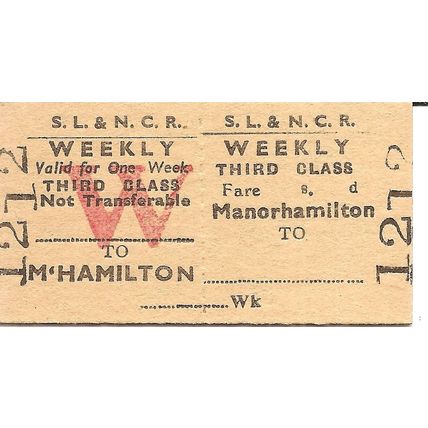 S. L. & N. C. R.
WEEKLY
Valid for One Week
THIRD CLASS
Not Transferable
W
TO
McHAMILTON
1212
S. L. & N. C. R.
WEEKLY
THIRD CLASS
Fare s. d
Manorhamilton
TO
Wk
1212